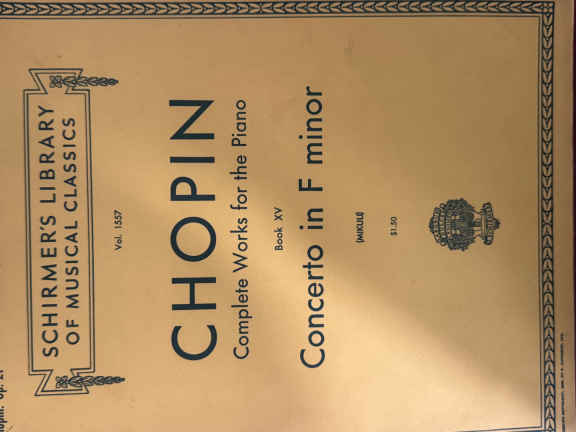 SCHIRMER'S LIBRARY
OF MUSICAL CLASSICS
Vol. 1557
CHOPIN
Complete Works for the Piano
Book XV
Concerto in F minor
(MIKULI)
$1.50